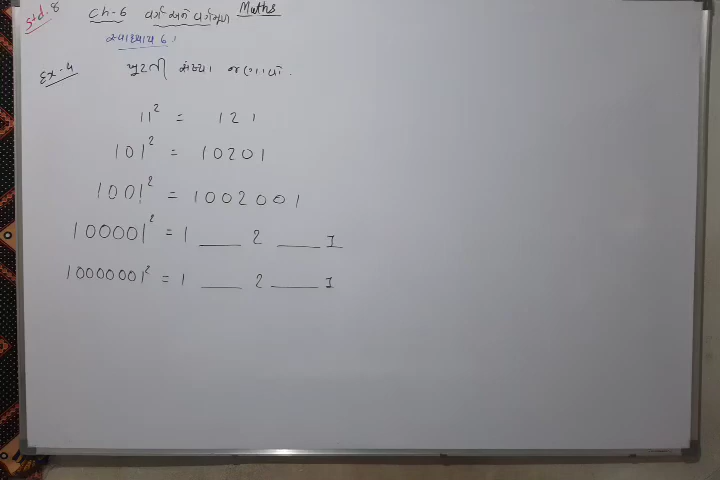 Std. 8
Ch-6 વર્ગ અને વર્ગમૂળ Maths
સ્વાધ્યાય 6.1
Ex-4 ખૂટતી સંખ્યા જણાવો.
11² = 121
101² = 10201
1001² = 1002001
100001² = 1 ___ 2 ___ 1
10000001² = 1 ___ 2 ___ 1